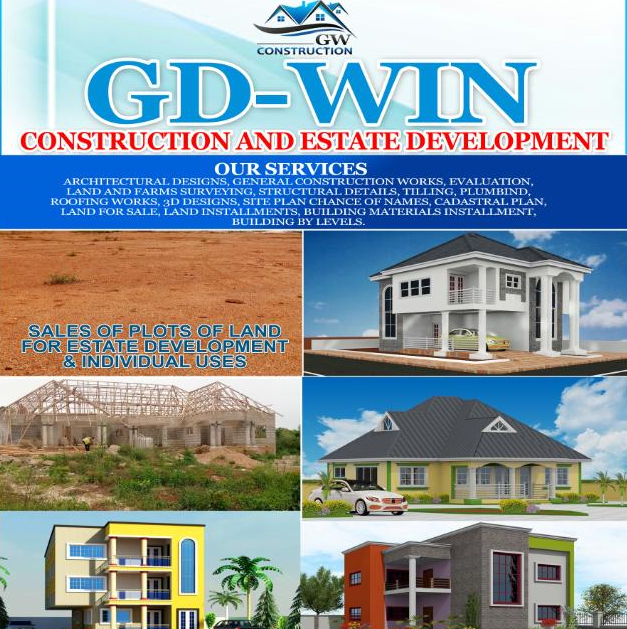 GW
CONSTRUCTION
GD-WIN
CONSTRUCTION AND ESTATE DEVELOPMENT
OUR SERVICES
ARCHITECTURAL DESIGNS, GENERAL CONSTRUCTION WORKS, EVALUATION,
LAND AND FARMS SURVEYING, STRUCTURAL DETAILS, TILLING, PLUMBIND,
ROOFING WORKS, 3D DESIGNS, SITE PLAN CHANCE OF NAMES, CADASTRAL PLAN,
LAND FOR SALE, LAND INSTALLMENTS, BUILDING MATERIALS INSTALLMENT,
BUILDING BY LEVELS.
SALES OF PLOTS OF LAND
FOR ESTATE DEVELOPMENT
& INDIVIDUAL USES